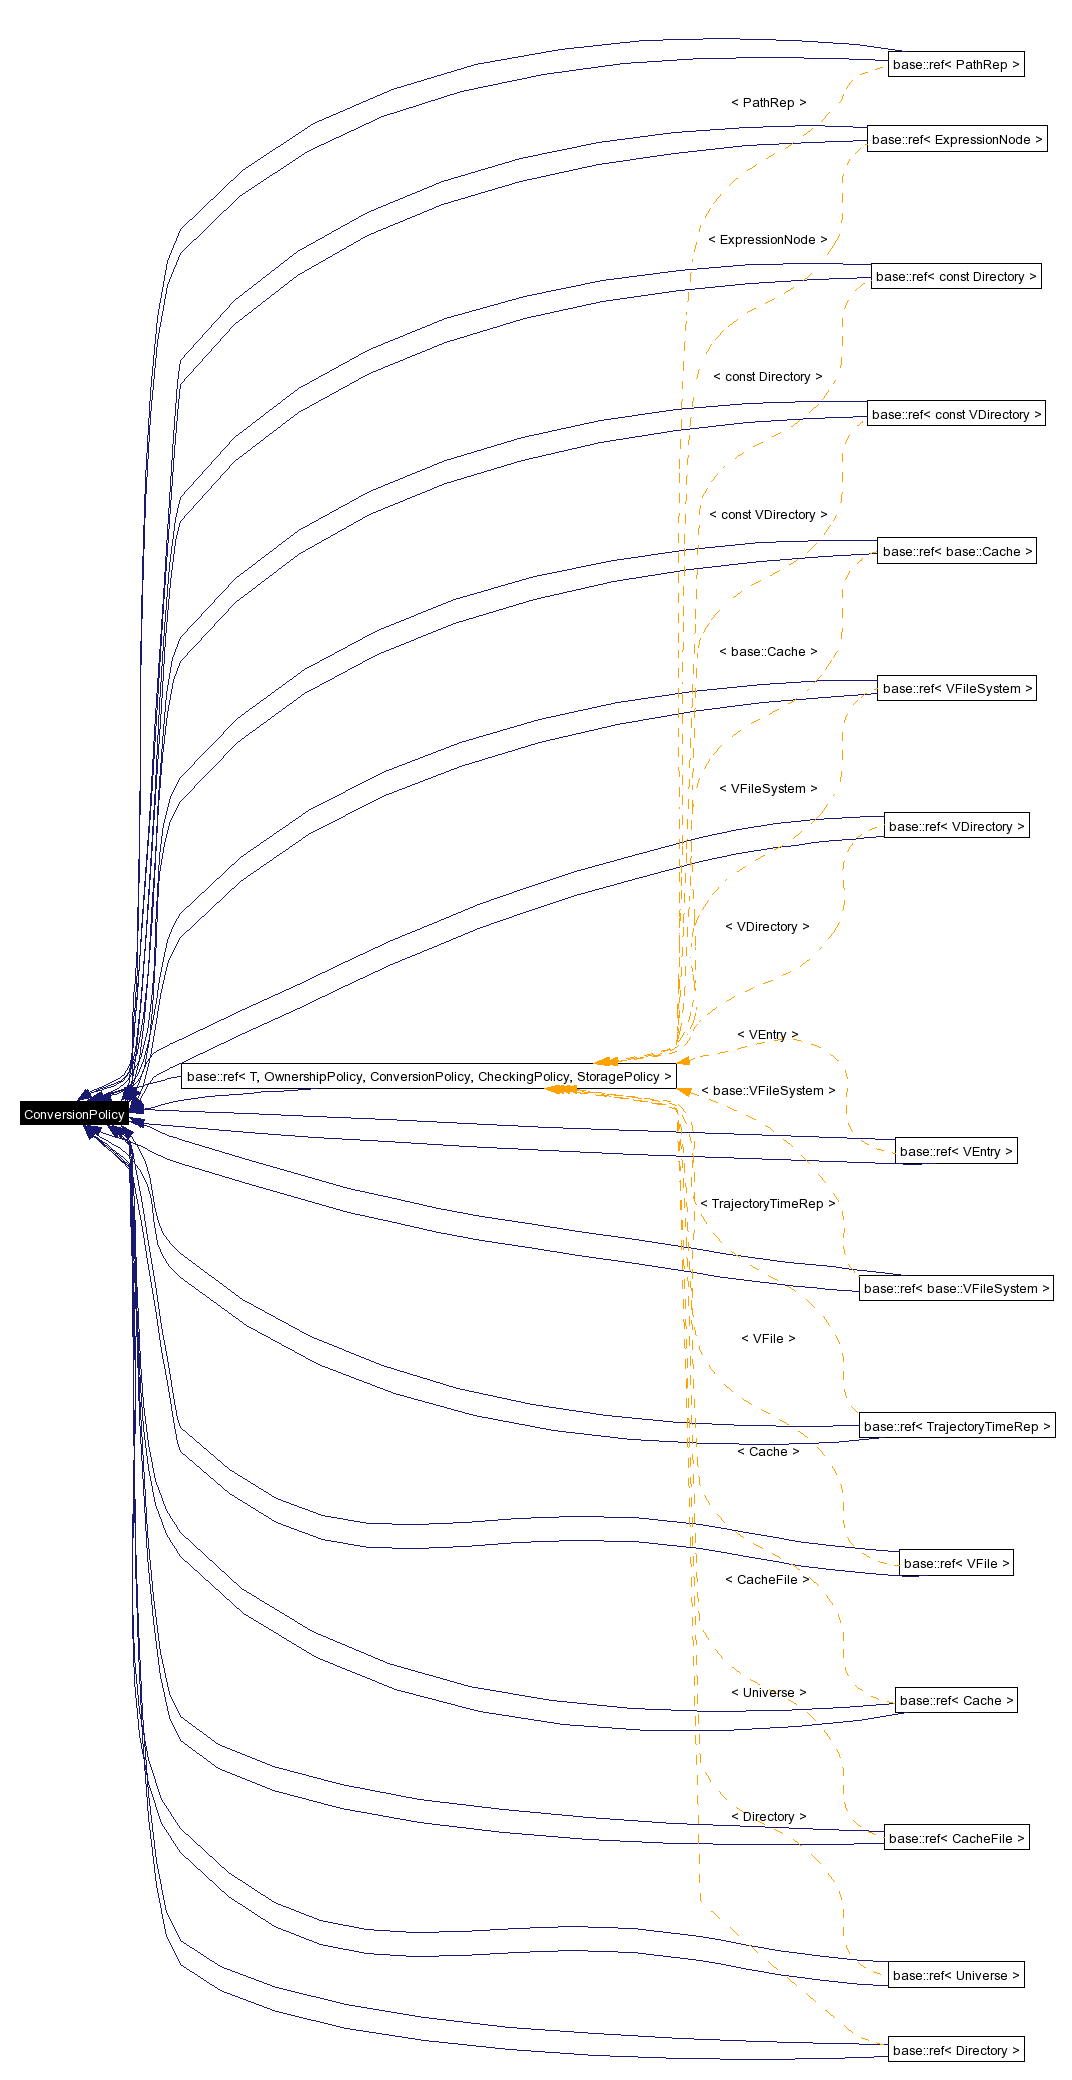 base::ref< PathRep >
< PathRep >
base::ref< ExpressionNode >
< ExpressionNode >
base::ref< const Directory >
< const Directory >
base::ref< const VDirectory >
< const VDirectory >
base::ref< base::Cache >
< base::Cache >
base::ref< VFileSystem >
< VFileSystem >
base::ref< VDirectory >
< VDirectory >
< VEntry >
base::ref< T, OwnershipPolicy, ConversionPolicy, CheckingPolicy, StoragePolicy >
< base::VFileSystem >
ConversionPolicy
base::ref< VEntry >
< TrajectoryTimeRep >
base::ref< base::VFileSystem >
< VFile >
base::ref< TrajectoryTimeRep >
< Cache >
base::ref< VFile >
< CacheFile >
< Universe >
base::ref< Cache >
< Directory >
base::ref< CacheFile >
base::ref< Universe >
base::ref< Directory >